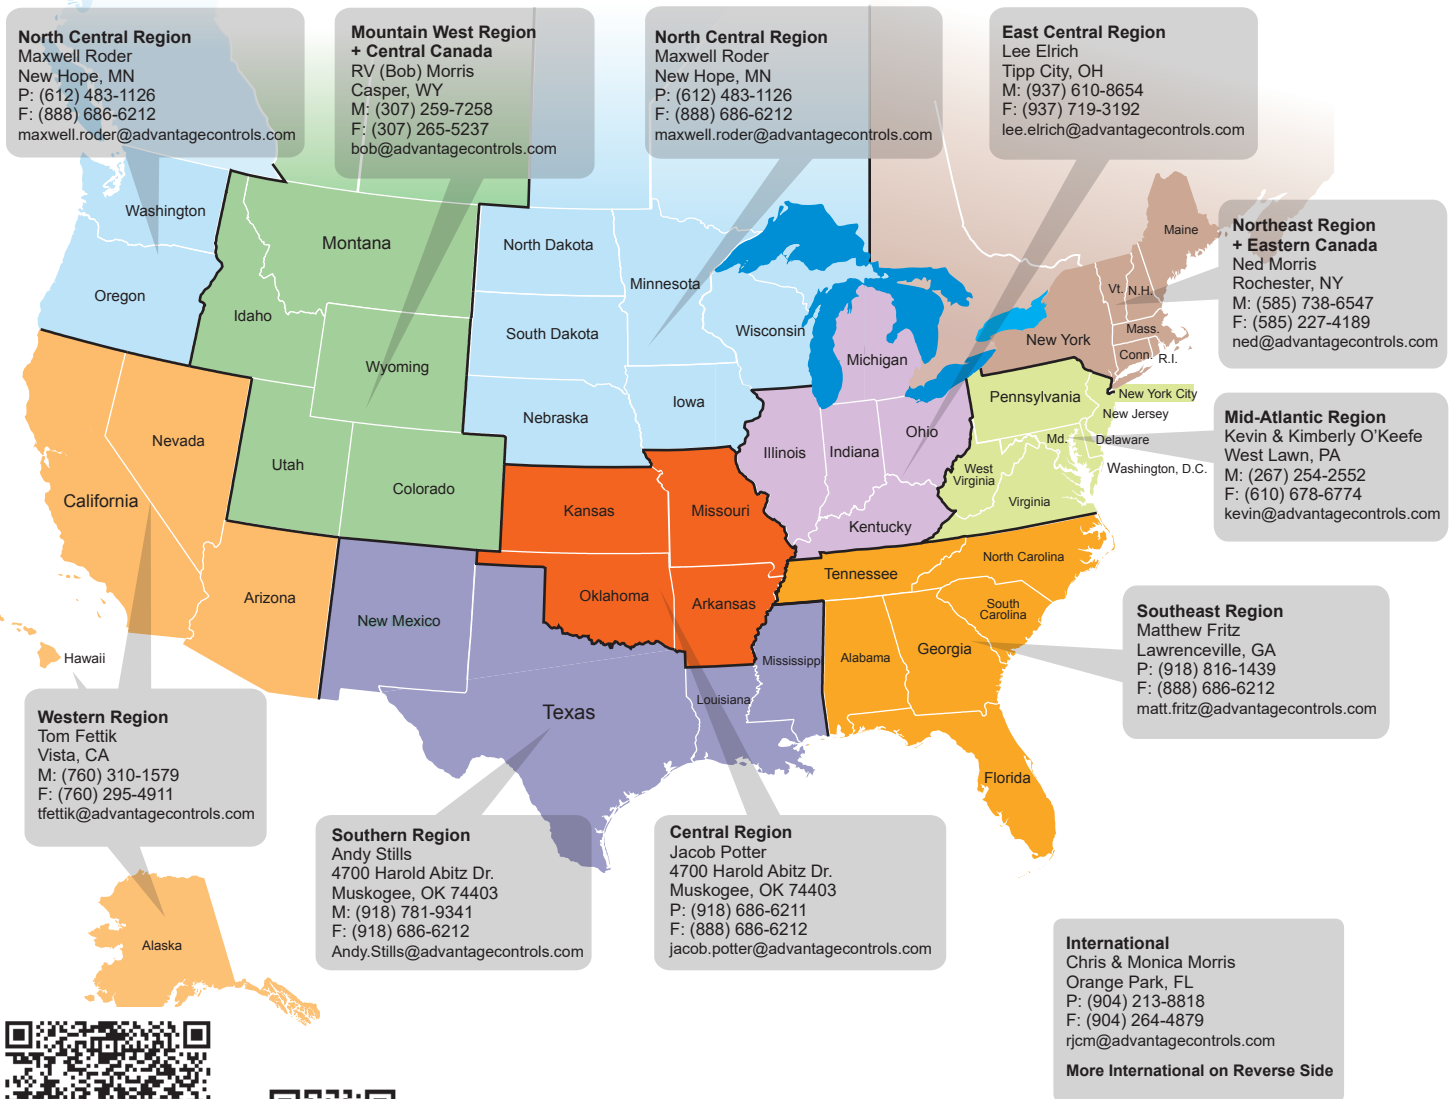 North Central Region
Maxwell Roder
New Hope, MN
P: (612) 483-1126
F: (888) 686-6212
maxwell.roder@advantagecontrols.com
Mountain West Region
+ Central Canada
RV (Bob) Morris
Casper, WY
M: (307) 259-7258
F: (307) 265-5237
bob@advantagecontrols.com
North Central Region
Maxwell Roder
New Hope, MN
P: (612) 483-1126
F: (888) 686-6212
maxwell.roder@advantagecontrols.com
East Central Region
Lee Elrich
Tipp City, OH
M: (937) 610-8654
F: (937) 719-3192
lee.elrich@advantagecontrols.com
Northeast Region
+ Eastern Canada
Ned Morris
Rochester, NY
M: (585) 738-6547
F: (585) 227-4189
ned@advantagecontrols.com
Mid-Atlantic Region
Kevin & Kimberly O'Keefe
West Lawn, PA
M: (267) 254-2552
F: (610) 678-6774
kevin@advantagecontrols.com
Southeast Region
Matthew Fritz
Lawrenceville, GA
P: (918) 816-1439
F: (888) 686-6212
matt.fritz@advantagecontrols.com
Western Region
Tom Fettik
Vista, CA
M: (760) 310-1579
F: (760) 295-4911
tfettik@advantagecontrols.com
Southern Region
Andy Stills
4700 Harold Abitz Dr.
Muskogee, OK 74403
M: (918) 781-9341
F: (918) 686-6212
Andy.Stills@advantagecontrols.com
Central Region
Jacob Potter
4700 Harold Abitz Dr.
Muskogee, OK 74403
P: (918) 686-6211
F: (888) 686-6212
jacob.potter@advantagecontrols.com
International
Chris & Monica Morris
Orange Park, FL
P: (904) 213-8818
F: (904) 264-4879
rjcm@advantagecontrols.com
More International on Reverse Side
Washington
Oregon
Montana
Idaho
Wyoming
Utah
Colorado
Nevada
California
Arizona
Hawaii
Alaska
New Mexico
Texas
Louisiana
Mississippi
North Dakota
South Dakota
Nebraska
Minnesota
Wisconsin
Iowa
Kansas
Missouri
Oklahoma
Arkansas
Michigan
Illinois
Indiana
Ohio
Kentucky
Tennessee
North Carolina
South
Carolina
Alabama
Georgia
Florida
Maine
Vt.
N.H.
Mass.
Conn.
R.I.
New York
Pennsylvania
New York City
New Jersey
Md.
Delaware
Washington, D.C.
West
Virginia
Virginia